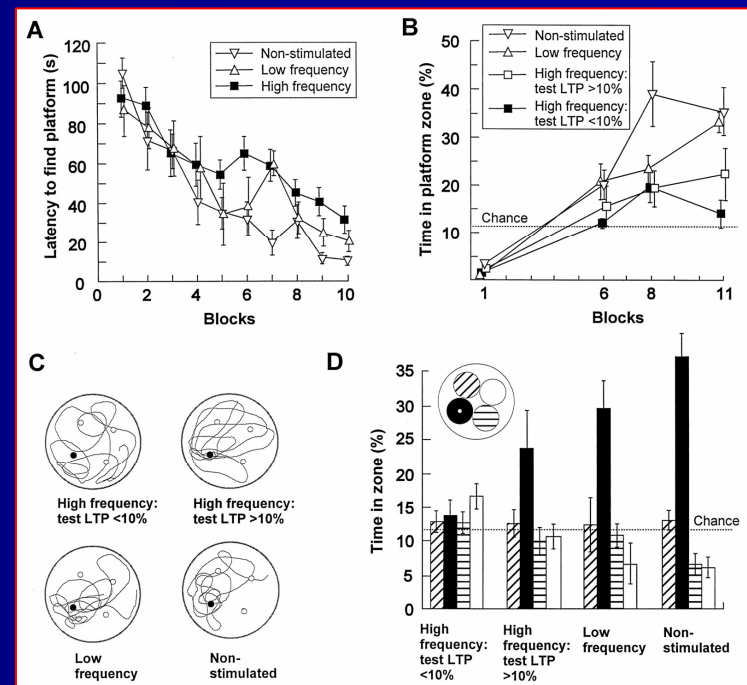 A
120
100
80
60
40
20
0
Latency to find platform (s)
0 2 4 6 8 10
Blocks
Non-stimulated
Low frequency
High frequency
B
50
40
30
20
10
Time in platform zone (%)
Non-stimulated
Low frequency
High frequency:
test LTP >10%
High frequency:
test LTP <10%
Chance
1 6 8 11
Blocks
C
High frequency:
test LTP <10%
High frequency:
test LTP >10%
Low
frequency
Non-
stimulated
D
35
30
25
20
15
10
5
0
Time in zone (%)
Chance
High
frequency:
test LTP
<10%
High
frequency:
test LTP
>10%
Low
frequency
Non-
stimulated